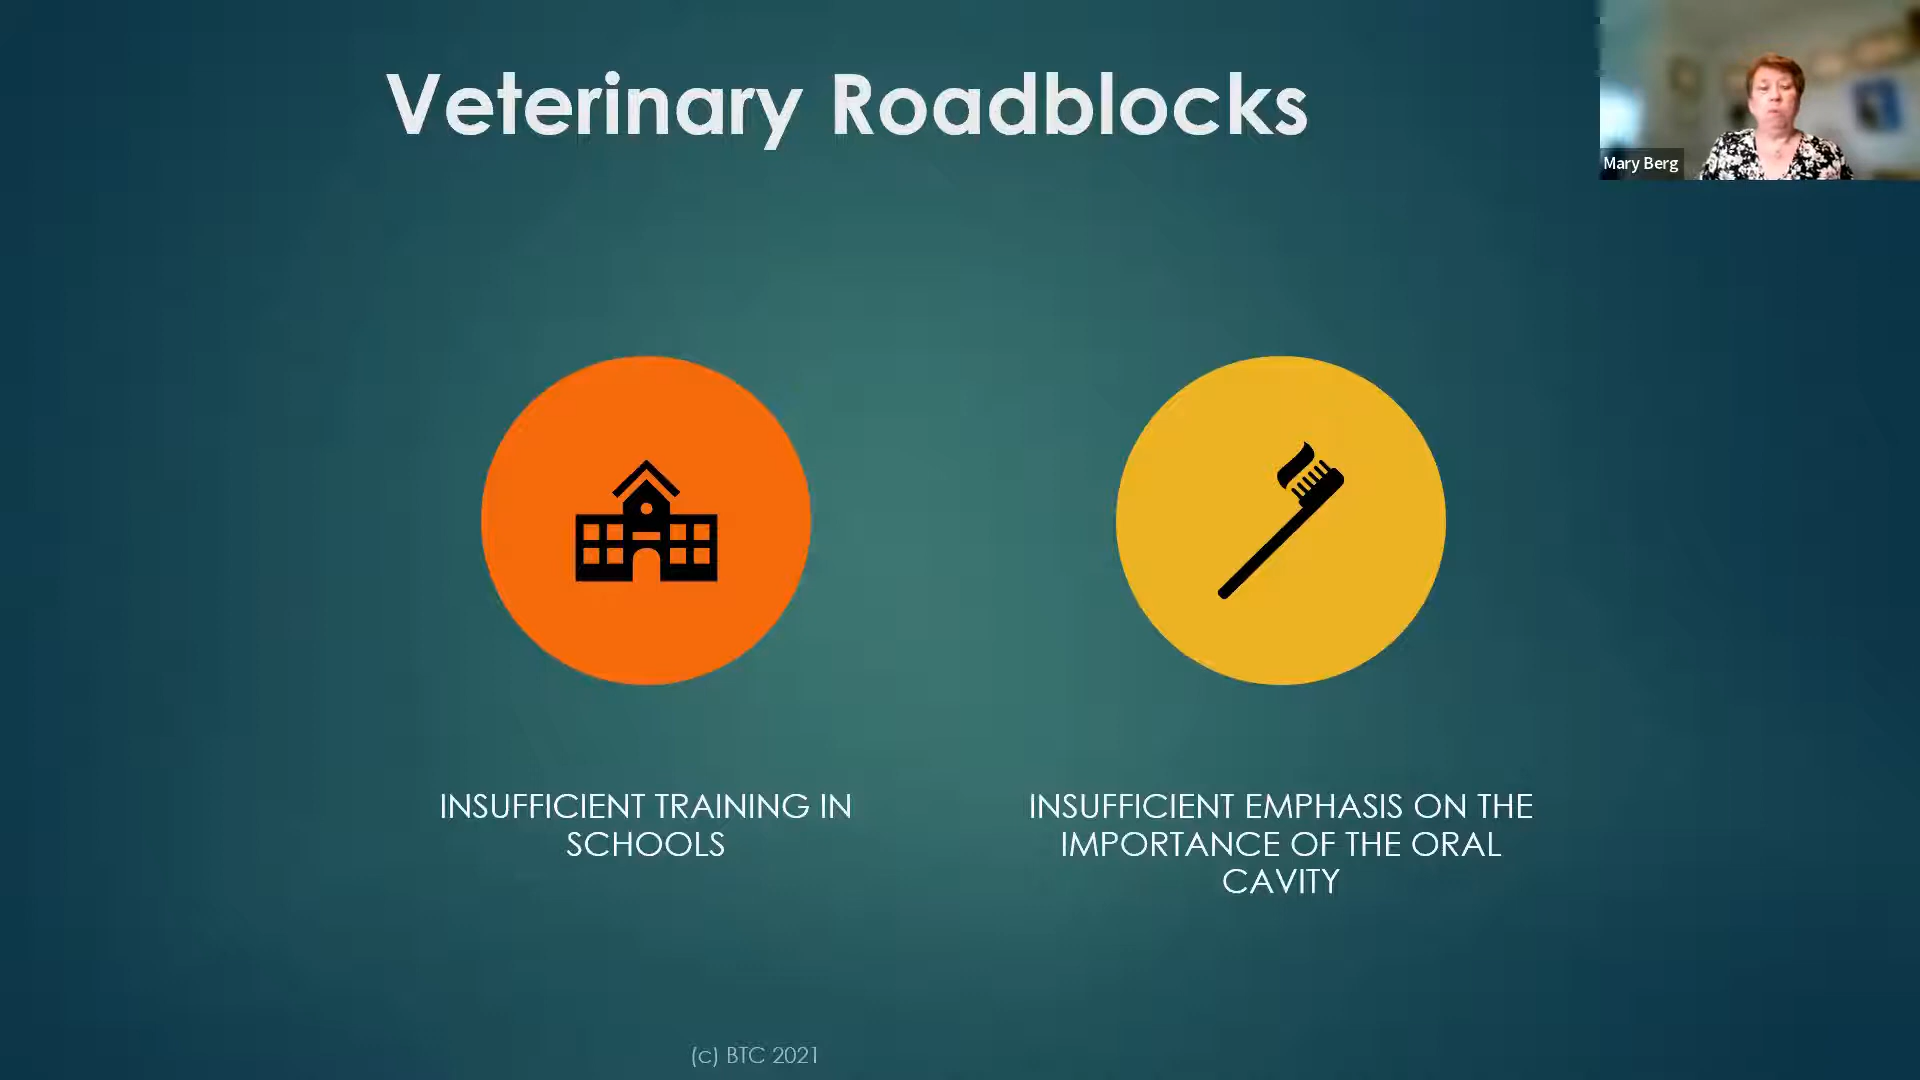 Veterinary Roadblocks
Mary Berg
INSUFFICIENT TRAINING IN
SCHOOLS
INSUFFICIENT EMPHASIS ON THE
IMPORTANCE OF THE ORAL
CAVITY
(c) BTC 2021